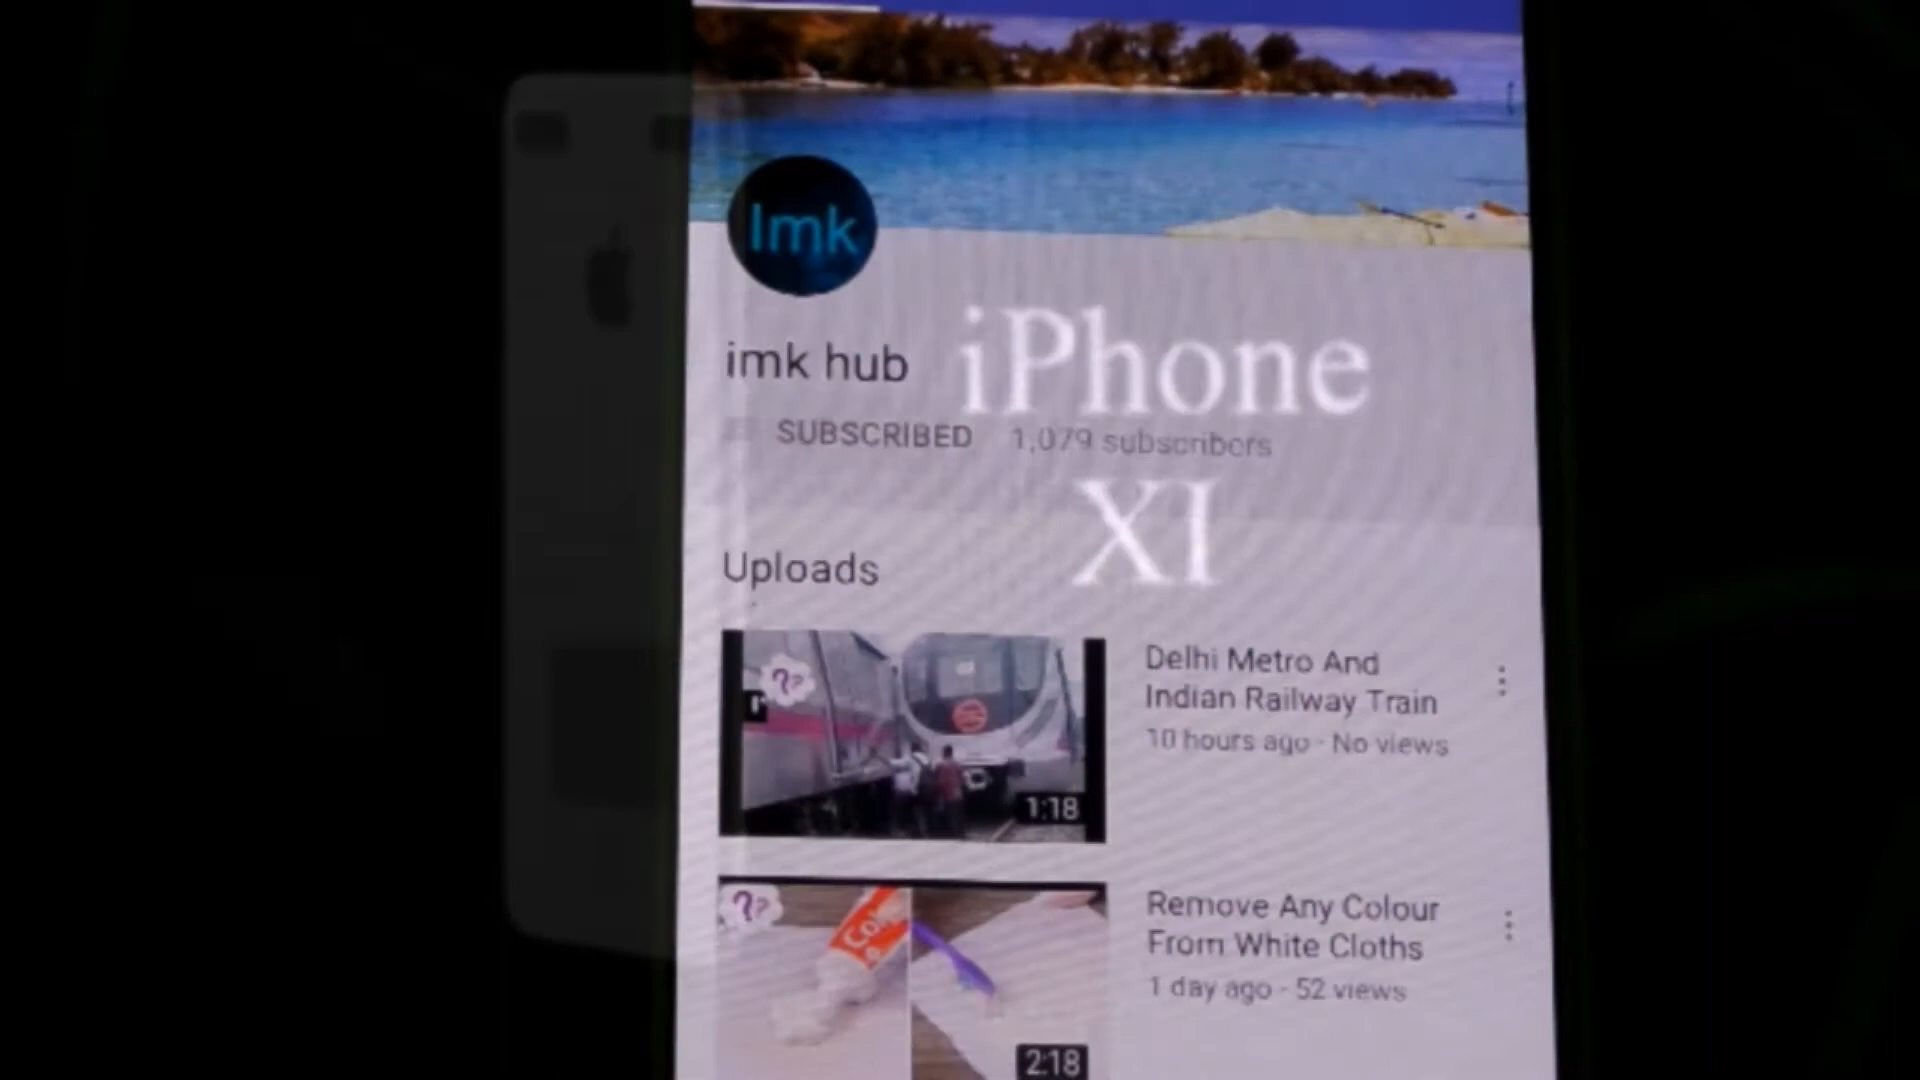 Imk
imk hub
iPhone
SUBSCRIBED 1,079 subscribers
XI
Uploads
Delhi Metro And
Indian Railway Train
10 hours ago · No views
1:18
Remove Any Colour
From White Cloths
1 day ago · 52 views
2:18
??
??